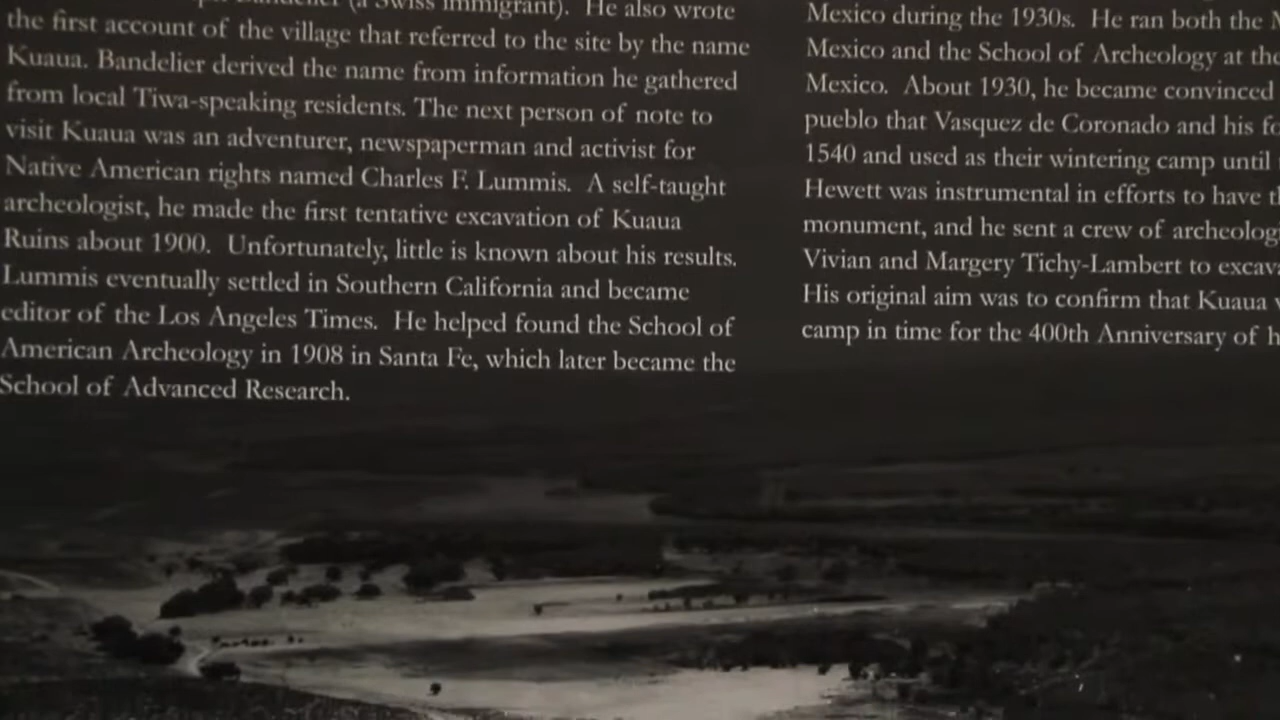 (a Swiss immigrant). He also wrote
the first account of the village that referred to the site by the name
Kuaua. Bandelier derived the name from information he gathered
from local Tiwa-speaking residents. The next person of note to
visit Kuaua was an adventurer, newspaperman and activist for
Native American rights named Charles F. Lummis. A self-taught
archeologist, he made the first tentative excavation of Kuaua
Ruins about 1900. Unfortunately, little is known about his results.
Lummis eventually settled in Southern California and became
editor of the Los Angeles Times. He helped found the School of
American Archeology in 1908 in Santa Fe, which later became the
School of Advanced Research.
Mexico during the 1930s. He ran both the
Mexico and the School of Archeology at the
Mexico. About 1930, he became convinced
pueblo that Vasquez de Coronado and his
1540 and used as their wintering camp until
Hewett was instrumental in efforts to have
monument, and he sent a crew of
Vivian and Margery Tichy-Lambert to
His original aim was to confirm that Kuaua
camp in time for the 400th Anniversary of